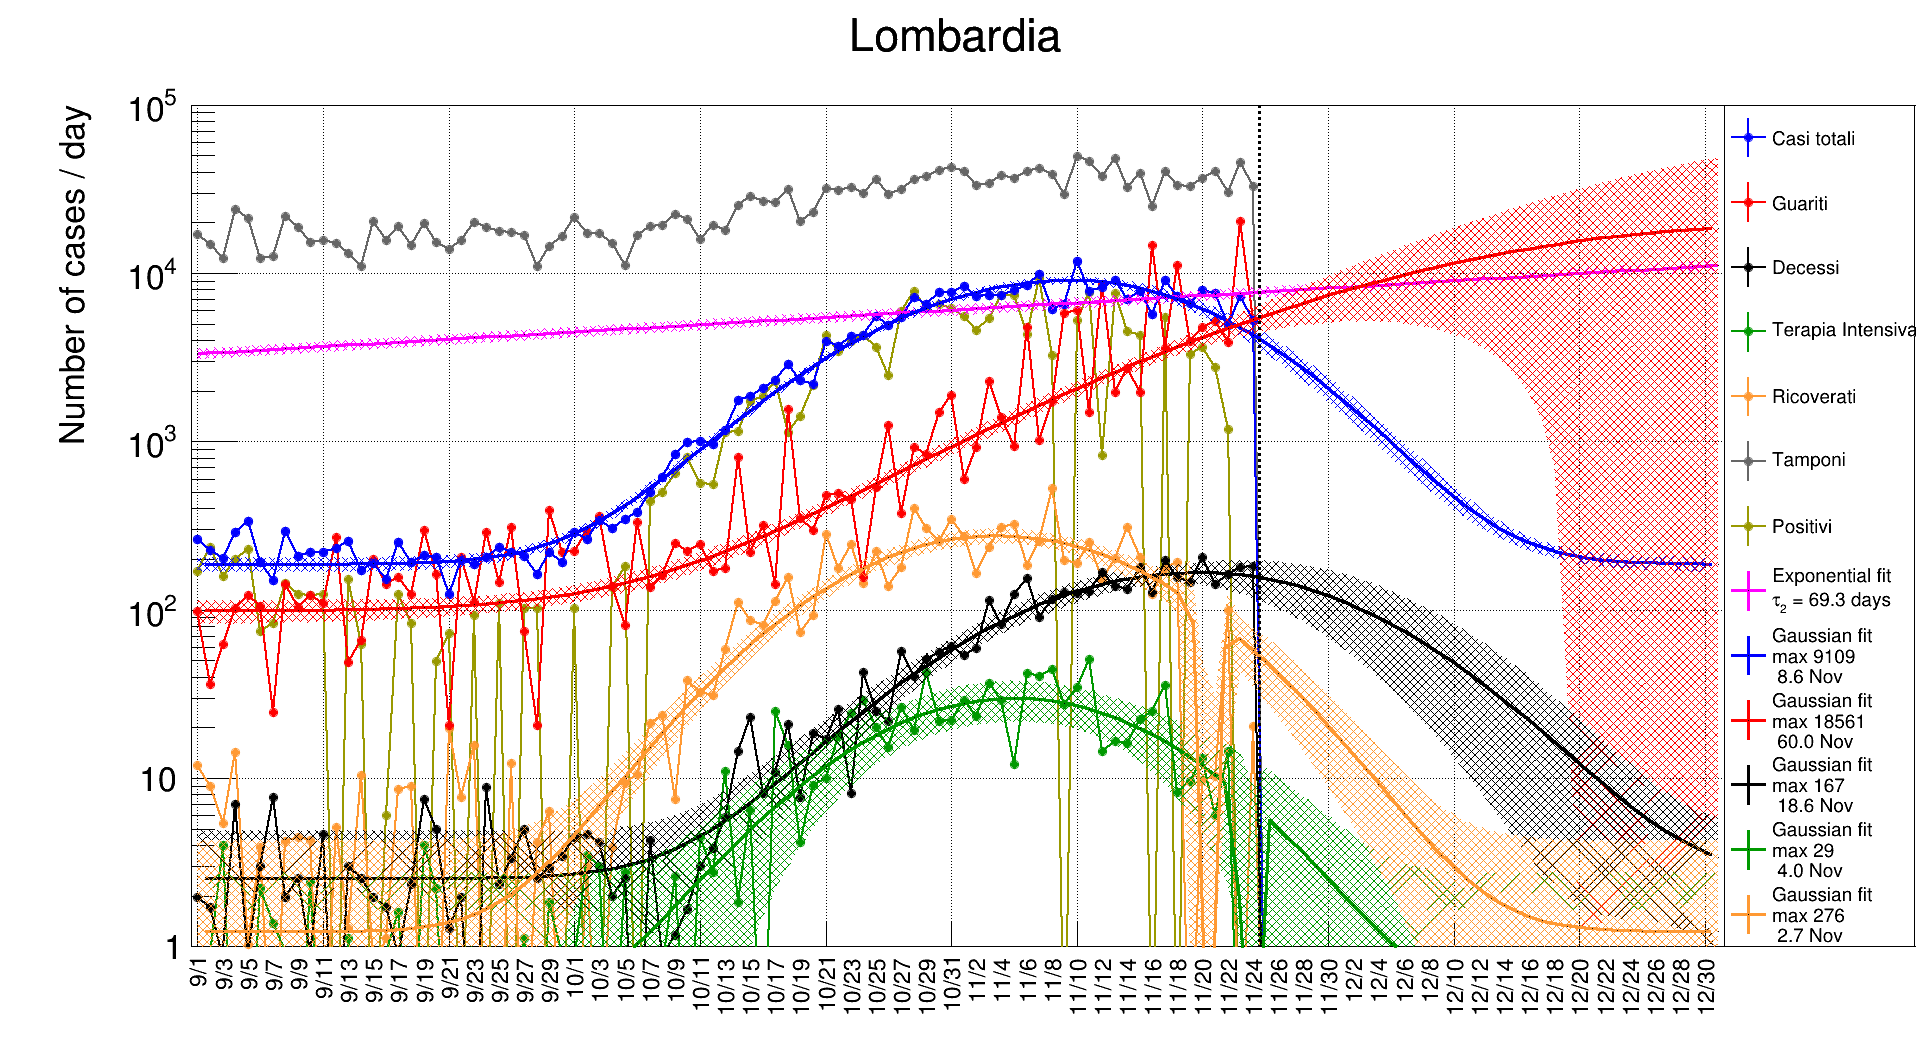 Lombardia
Number of cases / day
10^5
10^4
10^3
10^2
10
1
9/1
9/3
9/5
9/7
9/9
9/11
9/13
9/15
9/17
9/19
9/21
9/23
9/25
9/27
9/29
10/1
10/3
10/5
10/7
10/9
10/11
10/13
10/15
10/17
10/19
10/21
10/23
10/25
10/27
10/29
10/31
11/2
11/4
11/6
11/8
11/10
11/12
11/14
11/16
11/18
11/20
11/22
11/24
11/26
11/28
11/30
12/2
12/4
12/6
12/8
12/10
12/12
12/14
12/16
12/18
12/20
12/22
12/24
12/26
12/28
12/30
Casi totali
Guariti
Decessi
Terapia Intensiva
Ricoverati
Tamponi
Positivi
Exponential fit
τ₂ = 69.3 days
Gaussian fit
max 9109
8.6 Nov
Gaussian fit
max 18561
60.0 Nov
Gaussian fit
max 167
18.6 Nov
Gaussian fit
max 29
4.0 Nov
Gaussian fit
max 276
2.7 Nov